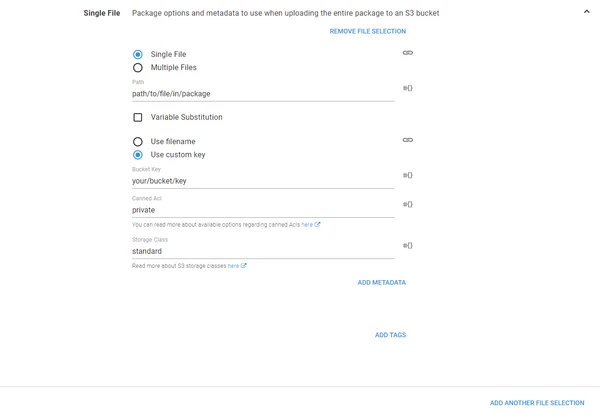 Single File Package options and metadata to use when uploading the entire package to an S3 bucket
REMOVE FILE SELECTION
Single File
Multiple Files
Path
path/to/file/in/package
#{}
Variable Substitution
Use filename
Use custom key
Bucket Key
your/bucket/key
#{}
Canned Acl
private
#{}
You can read more about available options regarding canned Acls here
Storage Class
standard
#{}
Read more about S3 storage classes here
ADD METADATA
ADD TAGS
ADD ANOTHER FILE SELECTION